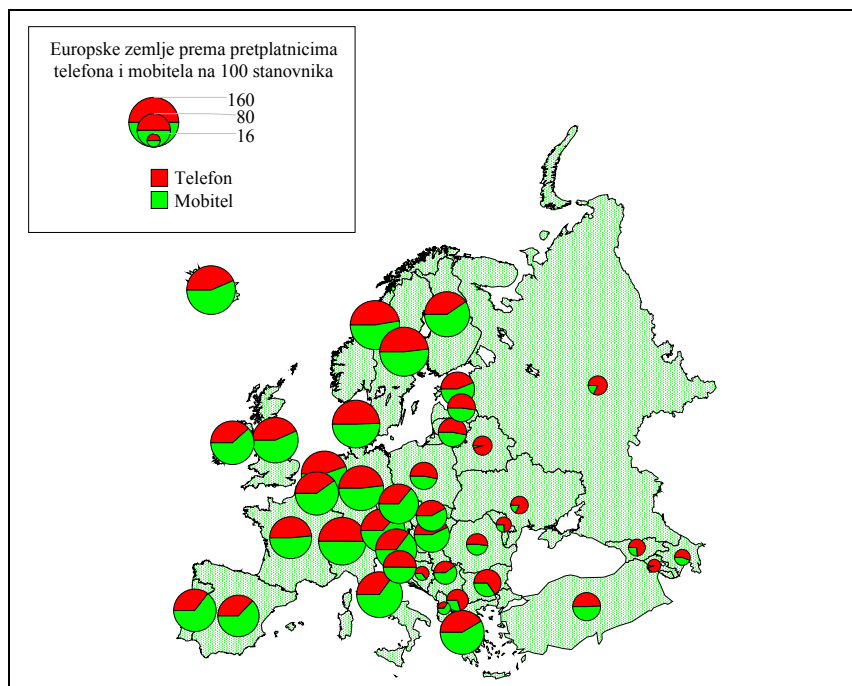 Europske zemlje prema pretplatnicima
telefona i mobitela na 100 stanovnika
160
80
16
Telefon
Mobitel